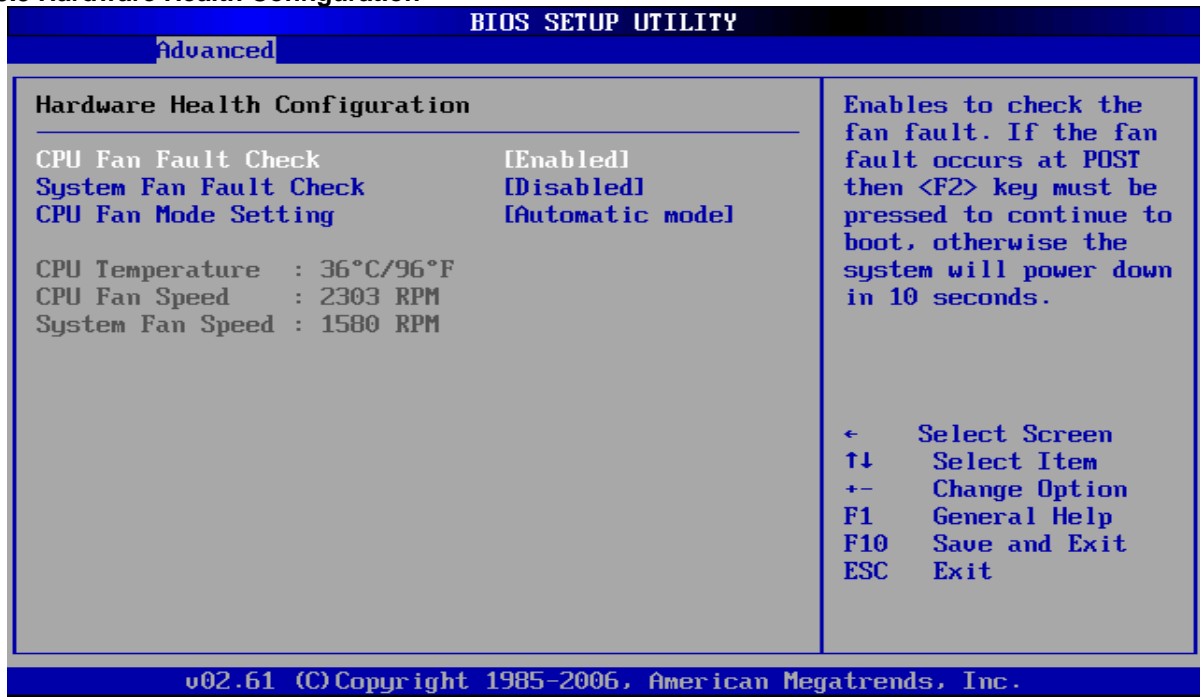 Hardware Health Configuration
BIOS SETUP UTILITY
Advanced
Hardware Health Configuration
CPU Fan Fault Check [Enabled]
System Fan Fault Check [Disabled]
CPU Fan Mode Setting [Automatic mode]
CPU Temperature : 36°C/96°F
CPU Fan Speed : 2303 RPM
System Fan Speed : 1580 RPM
Enables to check the
fan fault. If the fan
fault occurs at POST
then <F2> key must be
pressed to continue to
boot, otherwise the
system will power down
in 10 seconds.
← Select Screen
↑↓ Select Item
+- Change Option
F1 General Help
F10 Save and Exit
ESC Exit
v02.61 (C)Copyright 1985-2006, American Megatrends, Inc.